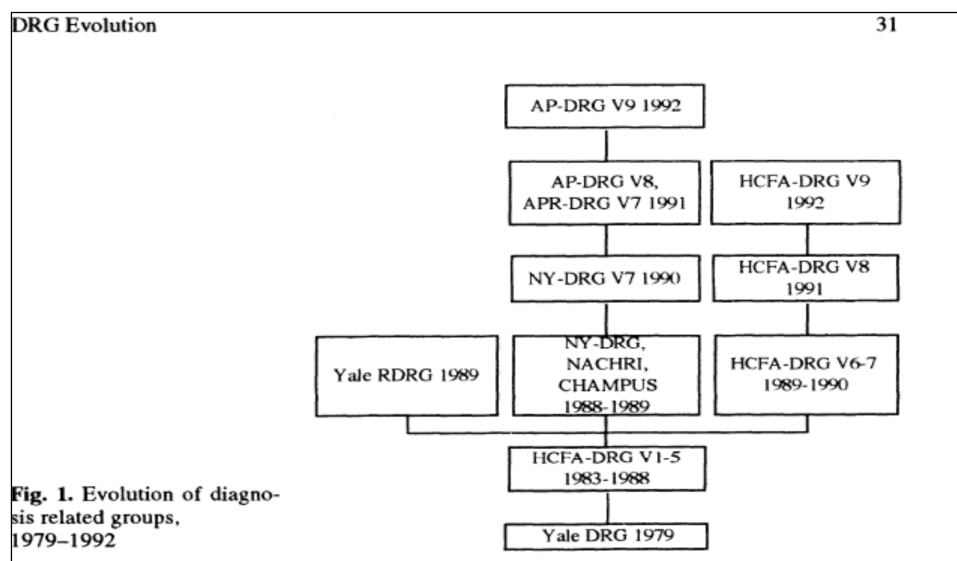 DRG Evolution 31
AP-DRG V9 1992
AP-DRG V8,
APR-DRG V7 1991
HCFA-DRG V9
1992
NY-DRG V7 1990
HCFA-DRG V8
1991
Yale RDRG 1989
NY-DRG,
NACHRI,
CHAMPUS
1988-1989
HCFA-DRG V6-7
1989-1990
HCFA-DRG V1-5
1983-1988
Yale DRG 1979
Fig. 1. Evolution of diagno-
sis related groups,
1979–1992